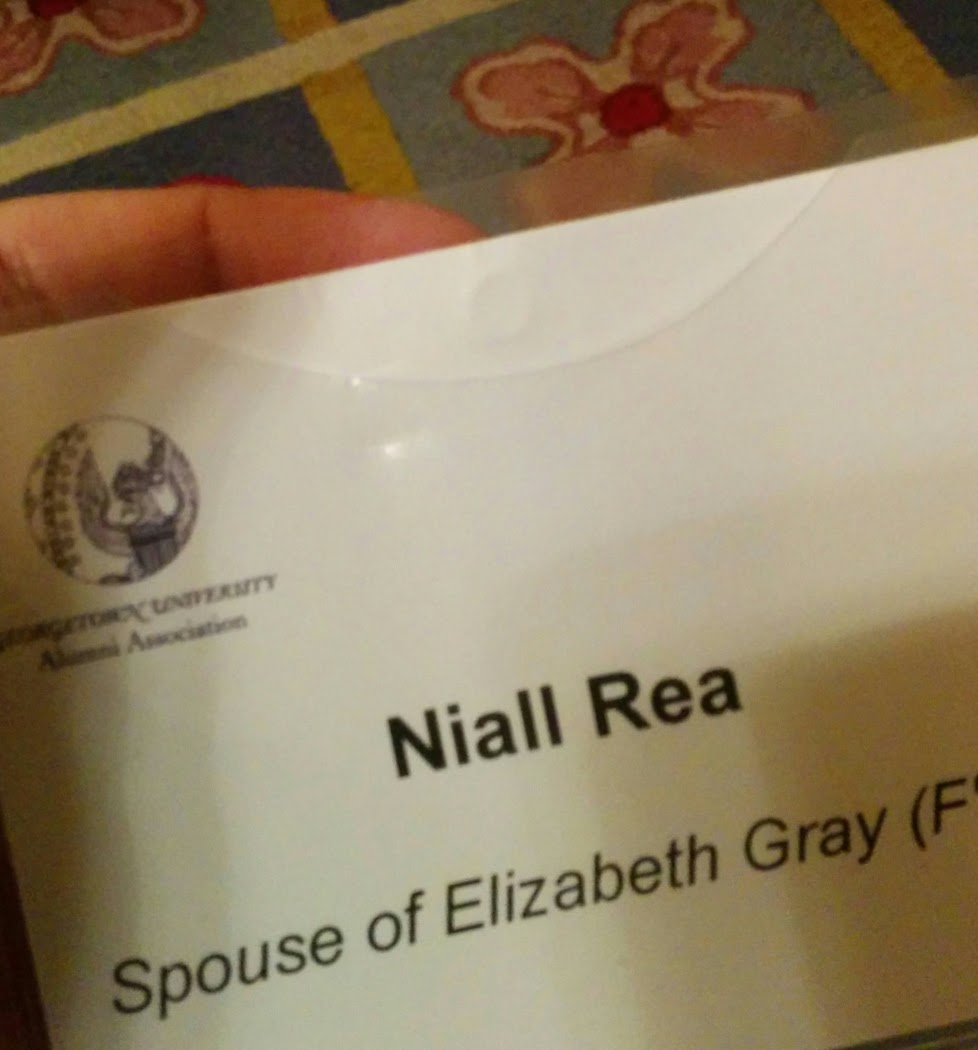 GEORGETOWN UNIVERSITY
Alumni Association
Niall Rea
Spouse of Elizabeth Gray (F'